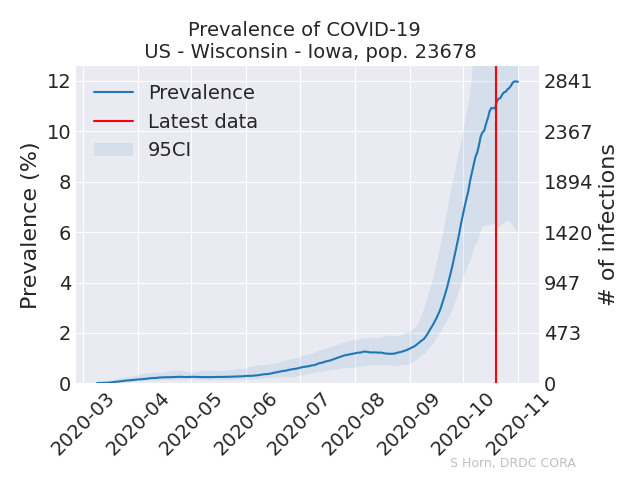 Prevalence of COVID-19
US - Wisconsin - Iowa, pop. 23678
Prevalence
Latest data
95CI
Prevalence (%)
12
10
8
6
4
2
0
2841
2367
1894
1420
947
473
0
# of infections
2020-03
2020-04
2020-05
2020-06
2020-07
2020-08
2020-09
2020-10
2020-11
S Horn, DRDC CORA